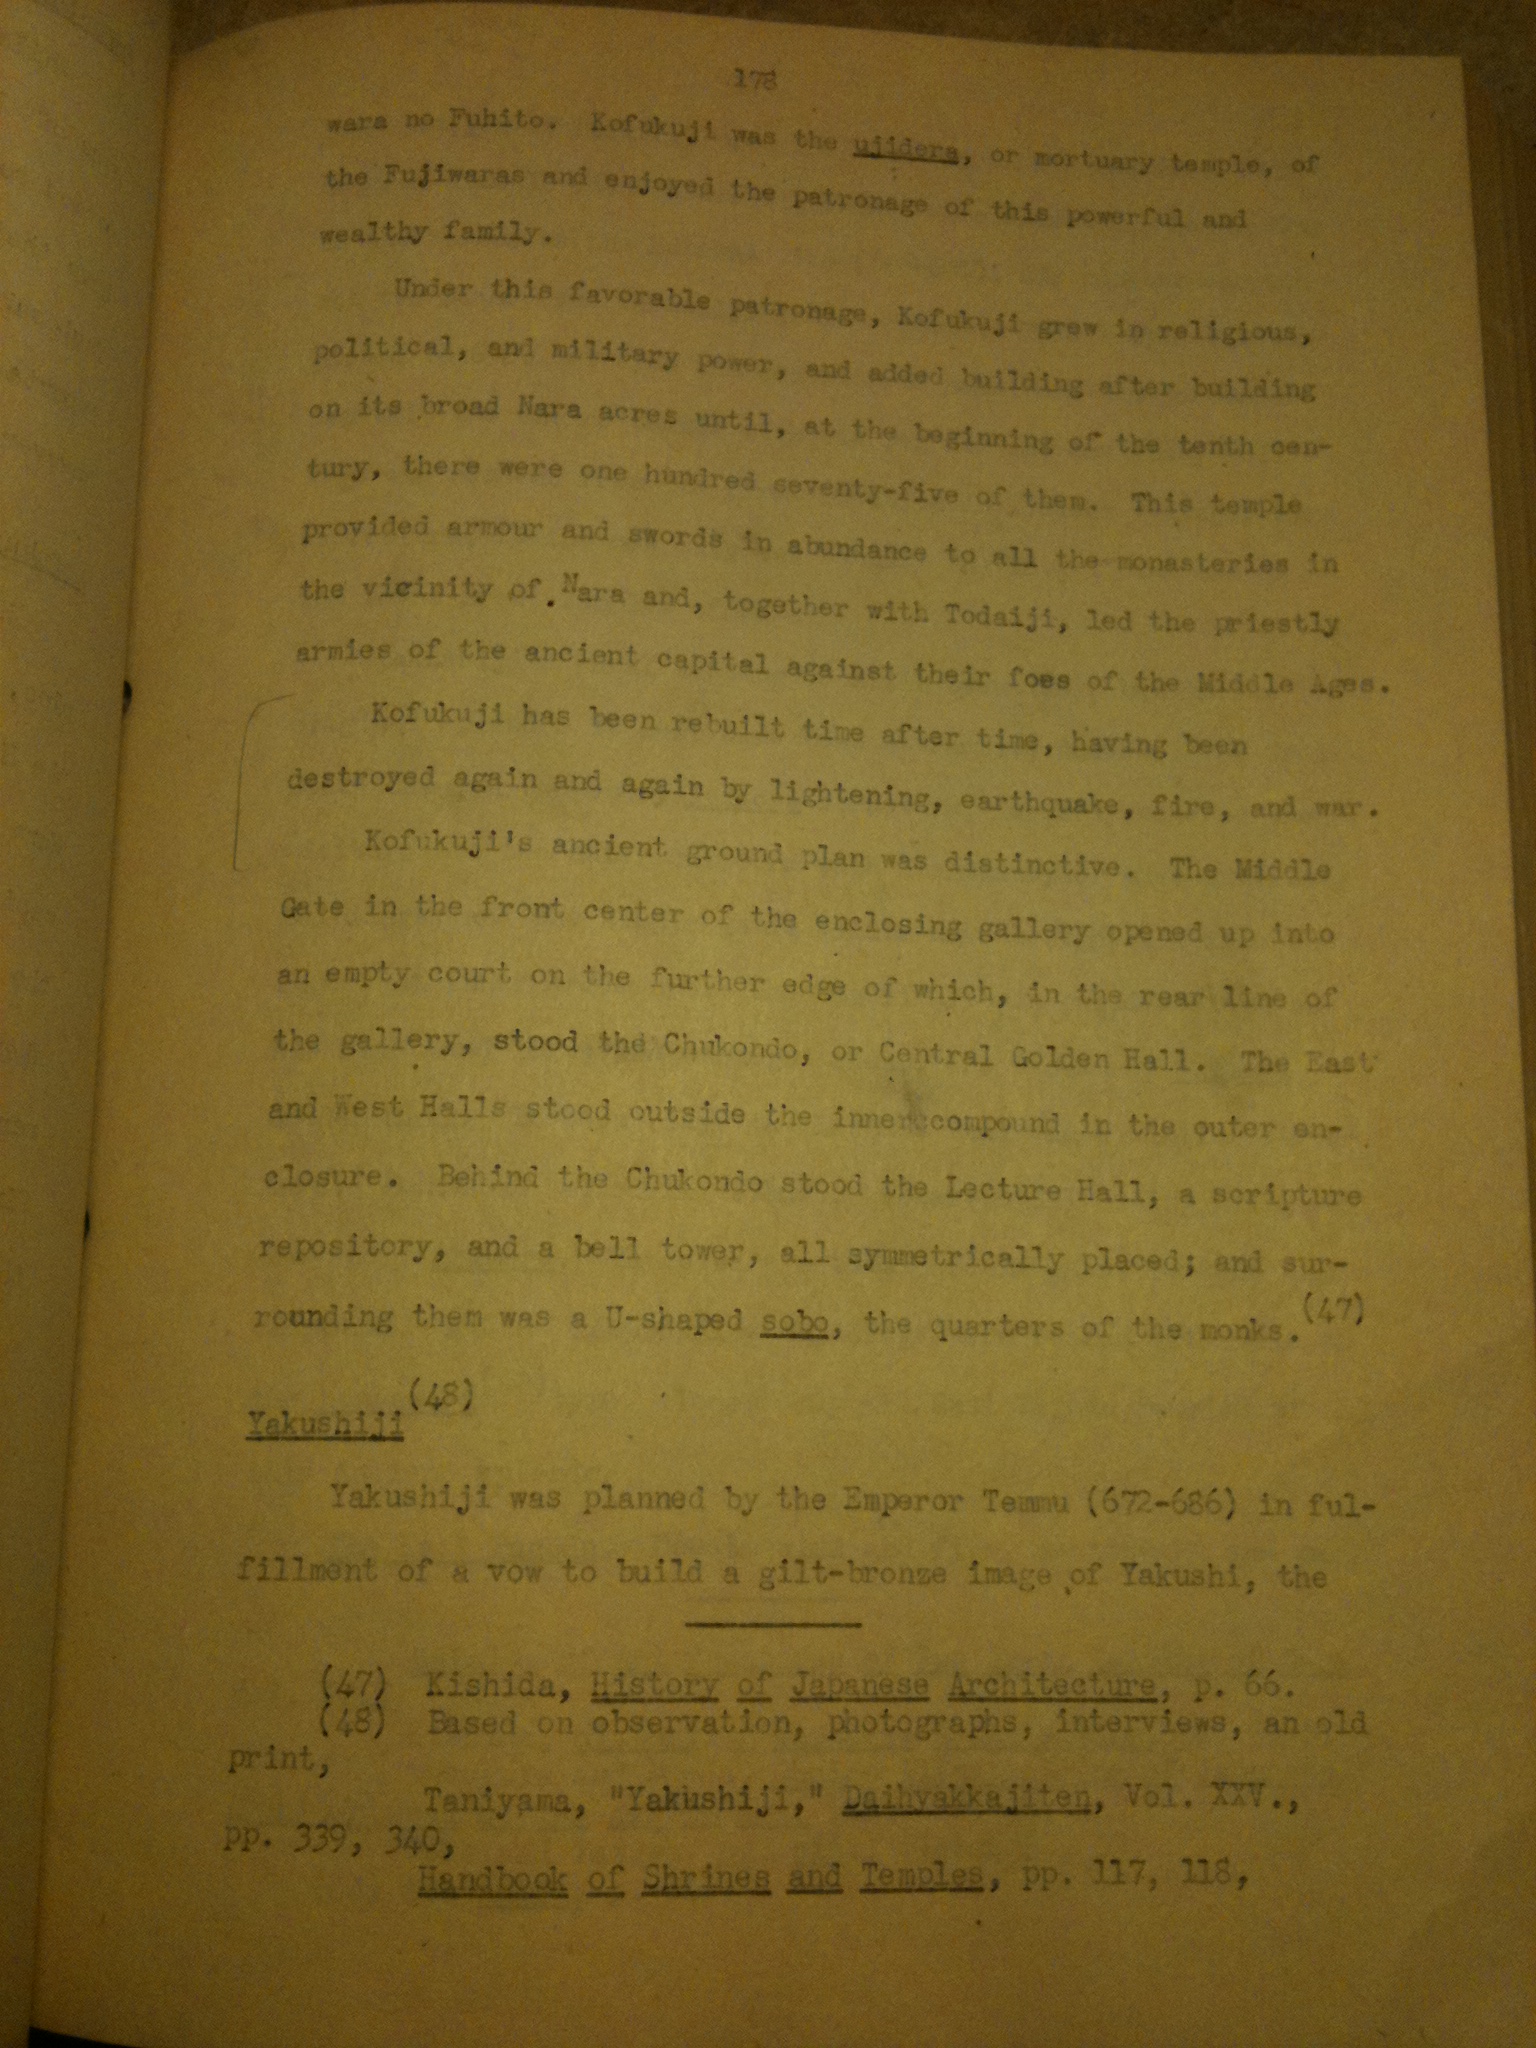 178
wara no Fuhito. Kofukuji was the ujidera, or mortuary temple, of
the Fujiwaras and enjoyed the patronage of this powerful and
wealthy family.
Under this favorable patronage, Kofukuji grew in religious,
political, and military power, and added building after building
on its broad Nara acres until, at the beginning of the tenth cen-
tury, there were one hundred seventy-five of them. This temple
provided armour and swords in abundance to all the monasteries in
the vicinity of Nara and, together with Todaiji, led the priestly
armies of the ancient capital against their foes of the Middle Ages.
Kofukuji has been rebuilt time after time, having been
destroyed again and again by lightening, earthquake, fire, and war.
Kofukuji's ancient ground plan was distinctive. The Middle
Gate in the front center of the enclosing gallery opened up into
an empty court on the further edge of which, in the rear line of
the gallery, stood the Chukondo, or Central Golden Hall. The East
and West Halls stood outside the inner compound in the outer en-
closure. Behind the Chukondo stood the Lecture Hall, a scripture
repository, and a bell tower, all symmetrically placed; and sur-
rounding them was a U-shaped sobo, the quarters of the monks.(47)
Yakushiji(48)
Yakushiji was planned by the Emperor Temmu (672-686) in ful-
fillment of a vow to build a gilt-bronze image of Yakushi, the
(47) Kishida, History of Japanese Architecture, p. 66.
(48) Based on observation, photographs, interviews, an old
print,
Taniyama, "Yakushiji," Daihyakkajiten, Vol. XXV.,
pp. 339, 340,
Handbook of Shrines and Temples, pp. 117, 118,